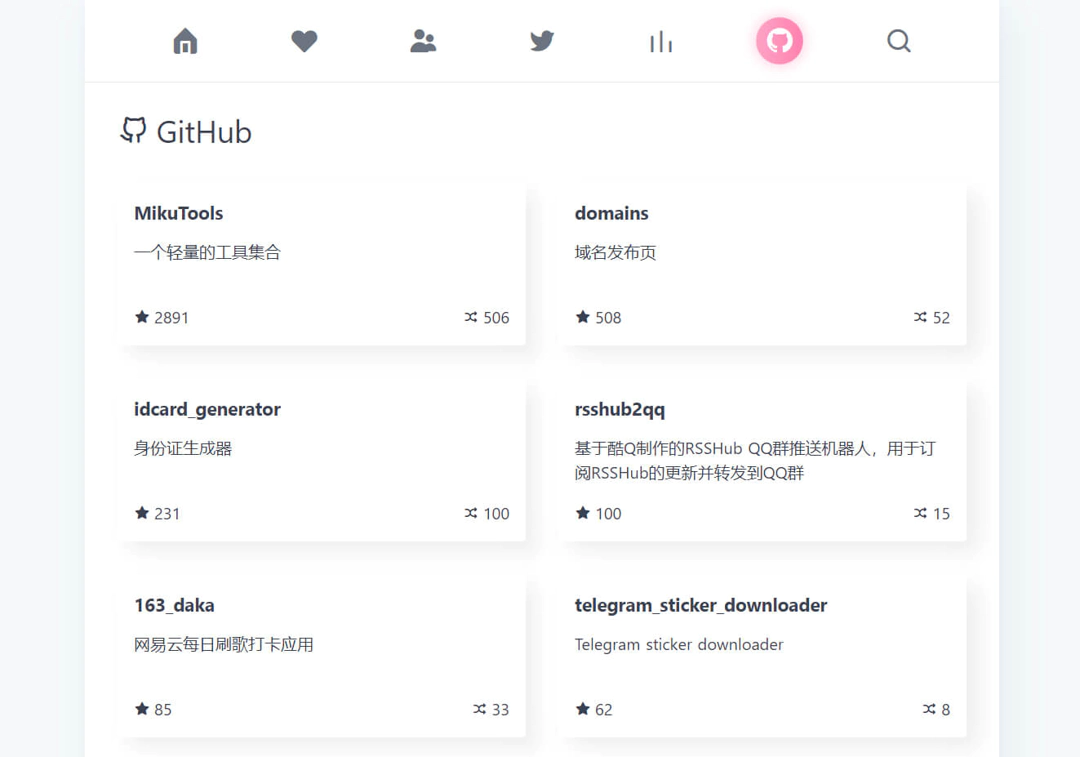 GitHub
MikuTools
一个轻量的工具集合
2891
506
domains
域名发布页
508
52
idcard_generator
身份证生成器
231
100
rsshub2qq
基于酷Q制作的RSSHub QQ群推送机器人，用于订
阅RSSHub的更新并转发到QQ群
100
15
163_daka
网易云每日刷歌打卡应用
85
33
telegram_sticker_downloader
Telegram sticker downloader
62
8